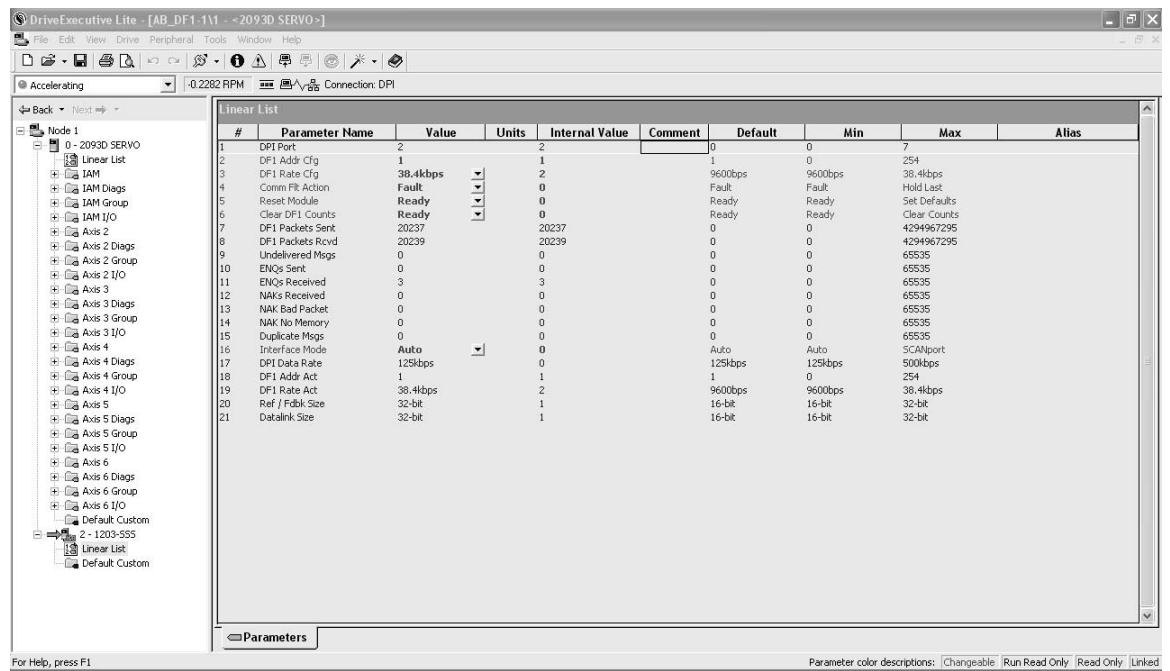 DriveExecutive Lite - [AB_DF1-1\1 - <2093D SERVO>]
File Edit View Drive Peripheral Tools Window Help
Accelerating -0.2282 RPM Connection: DPI
Back Next
Node 1
0 - 2093D SERVO
Linear List
IAM
IAM Diags
IAM Group
IAM I/O
Axis 2
Axis 2 Diags
Axis 2 Group
Axis 2 I/O
Axis 3
Axis 3 Diags
Axis 3 Group
Axis 3 I/O
Axis 4
Axis 4 Diags
Axis 4 Group
Axis 4 I/O
Axis 5
Axis 5 Diags
Axis 5 Group
Axis 5 I/O
Axis 6
Axis 6 Diags
Axis 6 Group
Axis 6 I/O
Default Custom
2 - 1203-SSS
Linear List
Default Custom
Linear List
# Parameter Name Value Units Internal Value Comment Default Min Max Alias
1 DPI Port 2 2 0 0 7
2 DF1 Addr Cfg 1 1 1 0 254
3 DF1 Rate Cfg 38.4kbps 2 9600bps 9600bps 38.4kbps
4 Comm Flt Action Fault 0 Fault Fault Hold Last
5 Reset Module Ready 0 Ready Ready Set Defaults
6 Clear DF1 Counts Ready 0 Ready Ready Clear Counts
7 DF1 Packets Sent 20237 20237 0 0 4294967295
8 DF1 Packets Rcvd 20239 20239 0 0 4294967295
9 Undelivered Msgs 0 0 0 0 65535
10 ENQs Sent 0 0 0 0 65535
11 ENQs Received 3 3 0 0 65535
12 NAKs Received 0 0 0 0 65535
13 NAK Bad Packet 0 0 0 0 65535
14 NAK No Memory 0 0 0 0 65535
15 Duplicate Msgs 0 0 0 0 65535
16 Interface Mode Auto 0 Auto Auto SCANport
17 DPI Data Rate 125kbps 0 125kbps 125kbps 500kbps
18 DF1 Addr Act 1 1 1 0 254
19 DF1 Rate Act 38.4kbps 2 9600bps 9600bps 38.4kbps
20 Ref / Fdbk Size 32-bit 1 16-bit 16-bit 32-bit
21 Datalink Size 32-bit 1 16-bit 16-bit 32-bit
Parameters
For Help, press F1 Parameter color descriptions: Changeable Run Read Only Read Only Linked